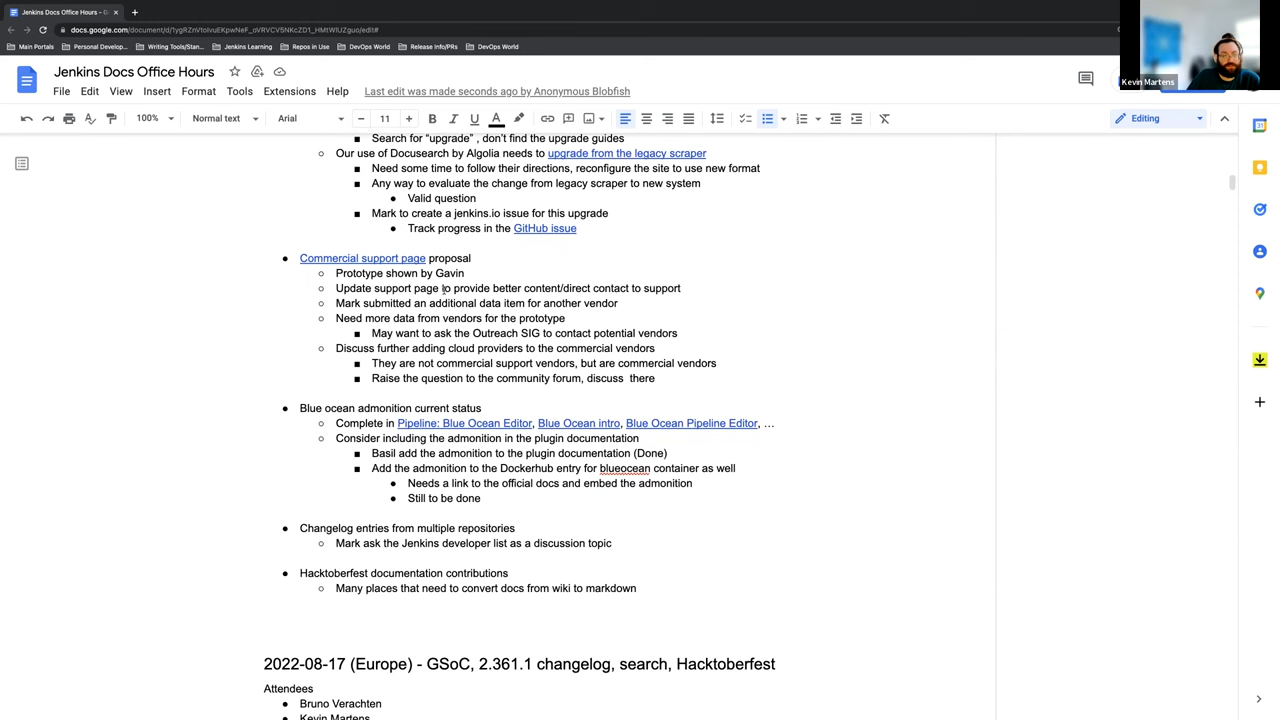 Jenkins Docs Office Hours - G
docs.google.com/document/d/1ygRZnVtoIvuEKpwNeF_oVRVCV5NKcZD1_HMtWlUZguo/edit#
Main Portals Personal Develop... Writing Tools/Stan... Jenkins Learning Repos in Use DevOps World Release Info/PRs DevOps World
Kevin Martens
Jenkins Docs Office Hours
File Edit View Insert Format Tools Extensions Help Last edit was made seconds ago by Anonymous Blobfish
100% Normal text Arial 11 Editing
Search for “upgrade” , don't find the upgrade guides
Our use of Docusearch by Algolia needs to upgrade from the legacy scraper
Need some time to follow their directions, reconfigure the site to use new format
Any way to evaluate the change from legacy scraper to new system
Valid question
Mark to create a jenkins.io issue for this upgrade
Track progress in the GitHub issue
Commercial support page proposal
Prototype shown by Gavin
Update support page to provide better content/direct contact to support
Mark submitted an additional data item for another vendor
Need more data from vendors for the prototype
May want to ask the Outreach SIG to contact potential vendors
Discuss further adding cloud providers to the commercial vendors
They are not commercial support vendors, but are commercial vendors
Raise the question to the community forum, discuss there
Blue ocean admonition current status
Complete in Pipeline: Blue Ocean Editor, Blue Ocean intro, Blue Ocean Pipeline Editor, …
Consider including the admonition in the plugin documentation
Basil add the admonition to the plugin documentation (Done)
Add the admonition to the Dockerhub entry for blueocean container as well
Needs a link to the official docs and embed the admonition
Still to be done
Changelog entries from multiple repositories
Mark ask the Jenkins developer list as a discussion topic
Hacktoberfest documentation contributions
Many places that need to convert docs from wiki to markdown
2022-08-17 (Europe) - GSoC, 2.361.1 changelog, search, Hacktoberfest
Attendees
Bruno Verachten
Kevin Martens